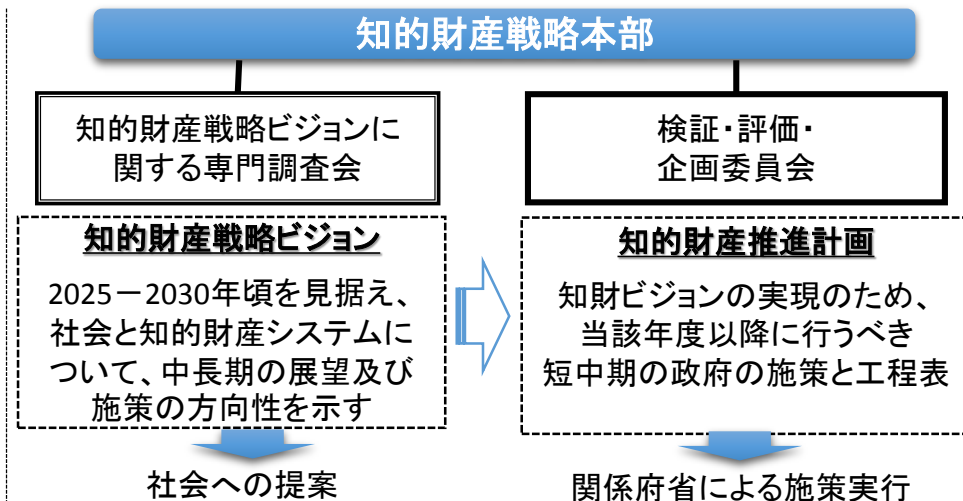 知的財産戦略本部
知的財産戦略ビジョンに
関する専門調査会
検証・評価・
企画委員会
知的財産戦略ビジョン
2025－2030年頃を見据え、
社会と知的財産システムに
ついて、中長期の展望及び
施策の方向性を示す
知的財産推進計画
知財ビジョンの実現のため、
当該年度以降に行うべき
短中期の政府の施策と工程表
社会への提案
関係府省による施策実行